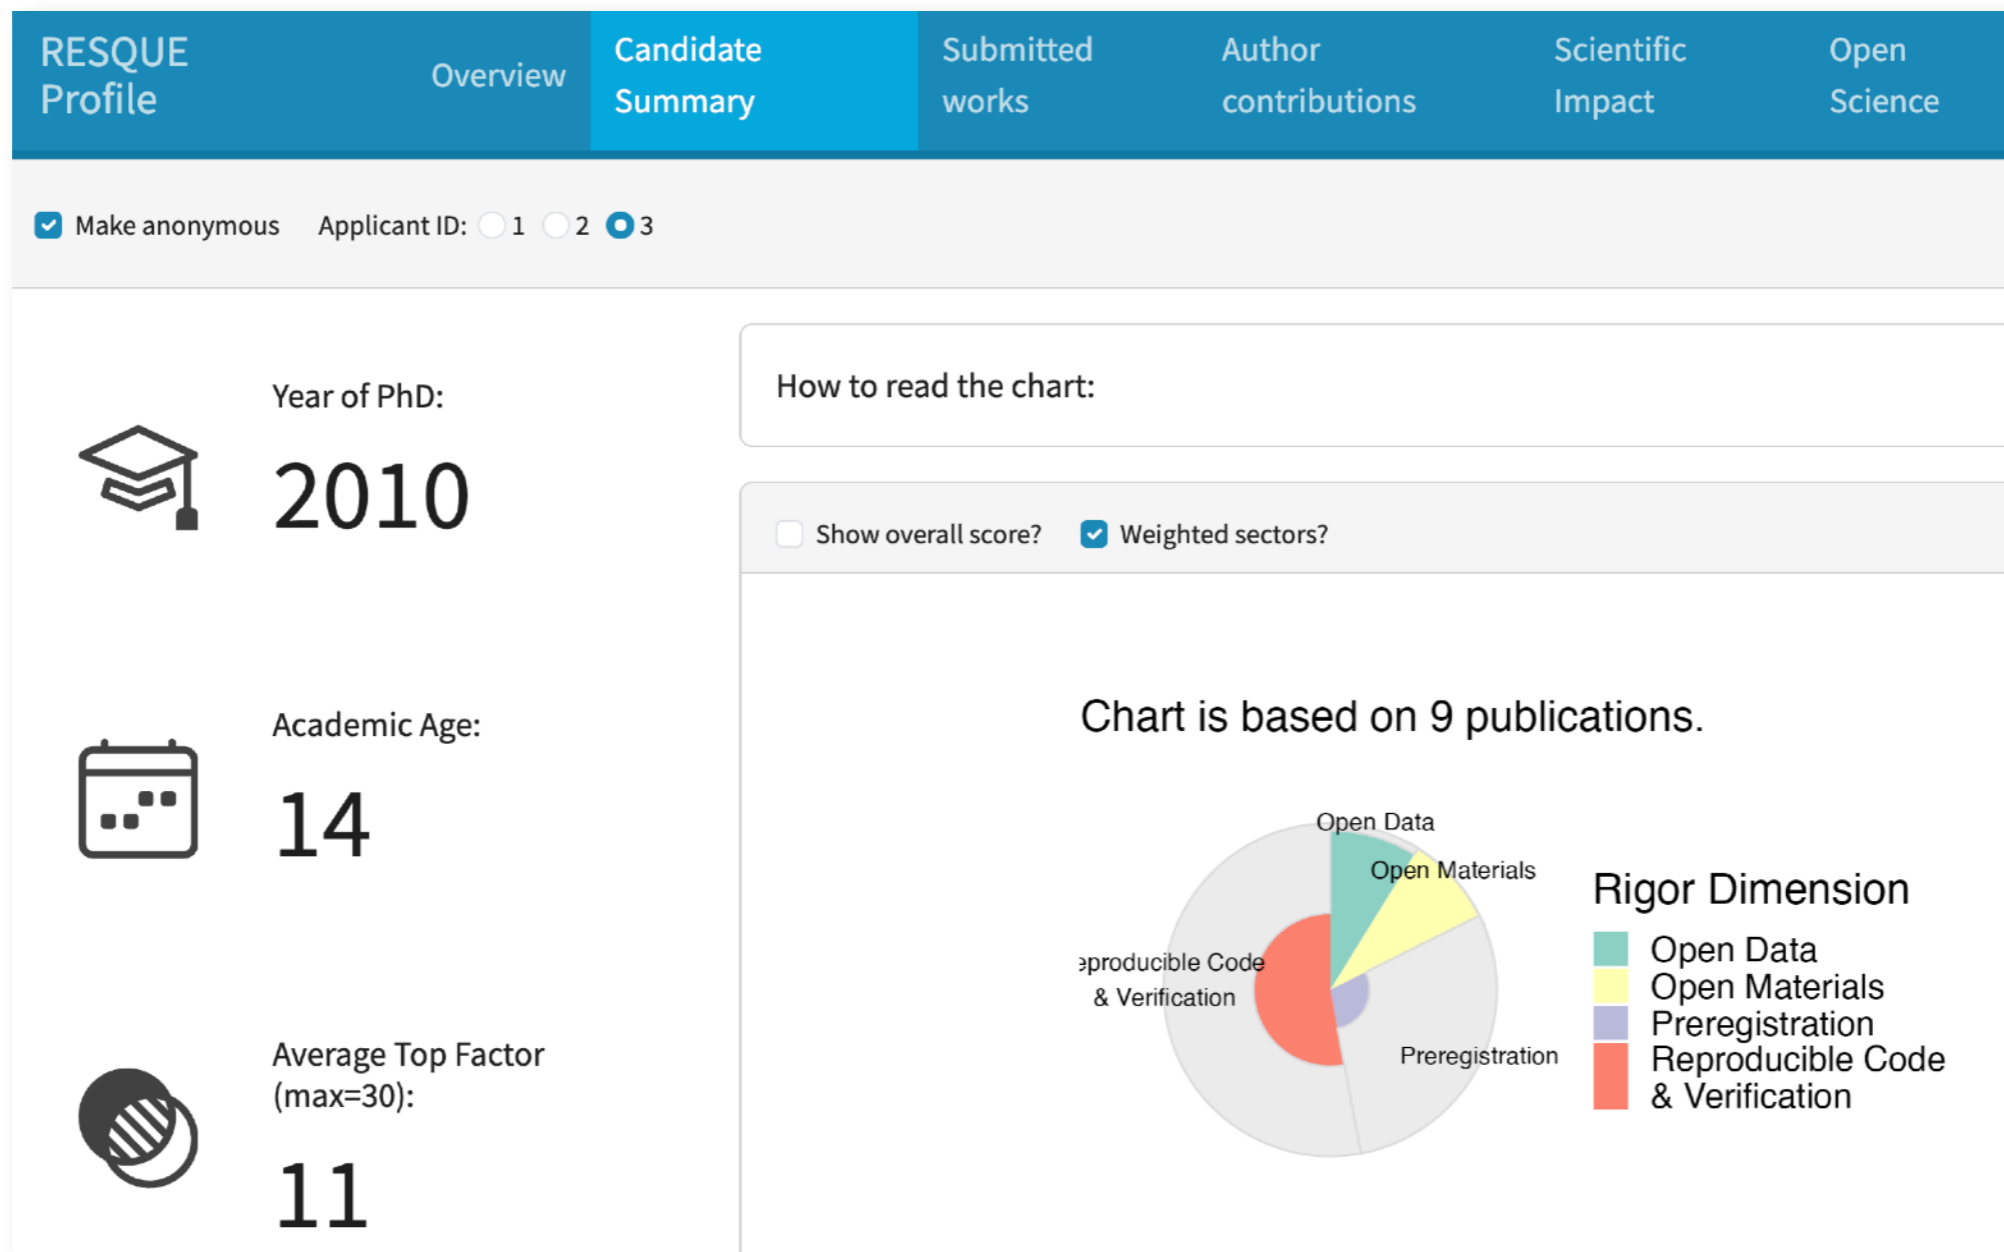 RESQUE
Profile
Overview
Candidate
Summary
Submitted
works
Author
contributions
Scientific
Impact
Open
Science
Make anonymous
Applicant ID:
1
2
3
Year of PhD:
2010
Academic Age:
14
Average Top Factor
(max=30):
11
How to read the chart:
Show overall score?
Weighted sectors?
Chart is based on 9 publications.
Open Data
Open Materials
eproducible Code
& Verification
Preregistration
Rigor Dimension
Open Data
Open Materials
Preregistration
Reproducible Code
& Verification